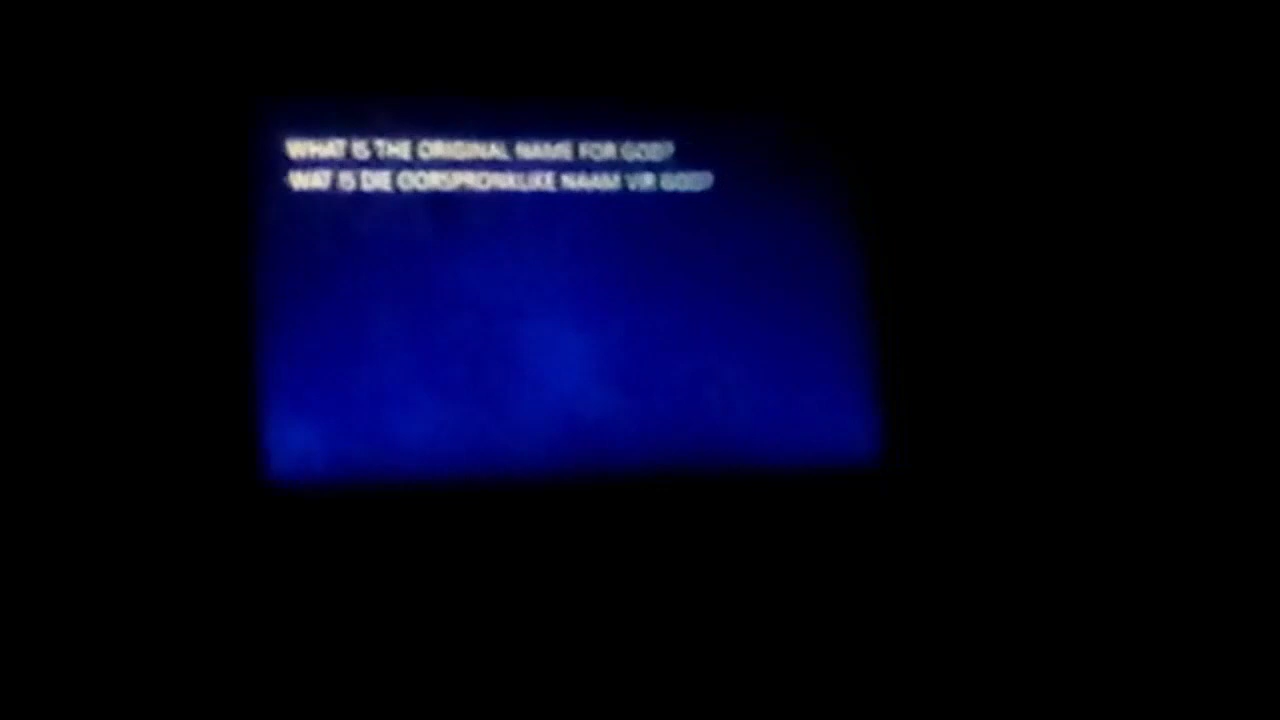 WHAT IS THE ORIGINAL NAME FOR GOD?
WAT IS DIE OORSPRONKLIKE NAAM VIR GOD?